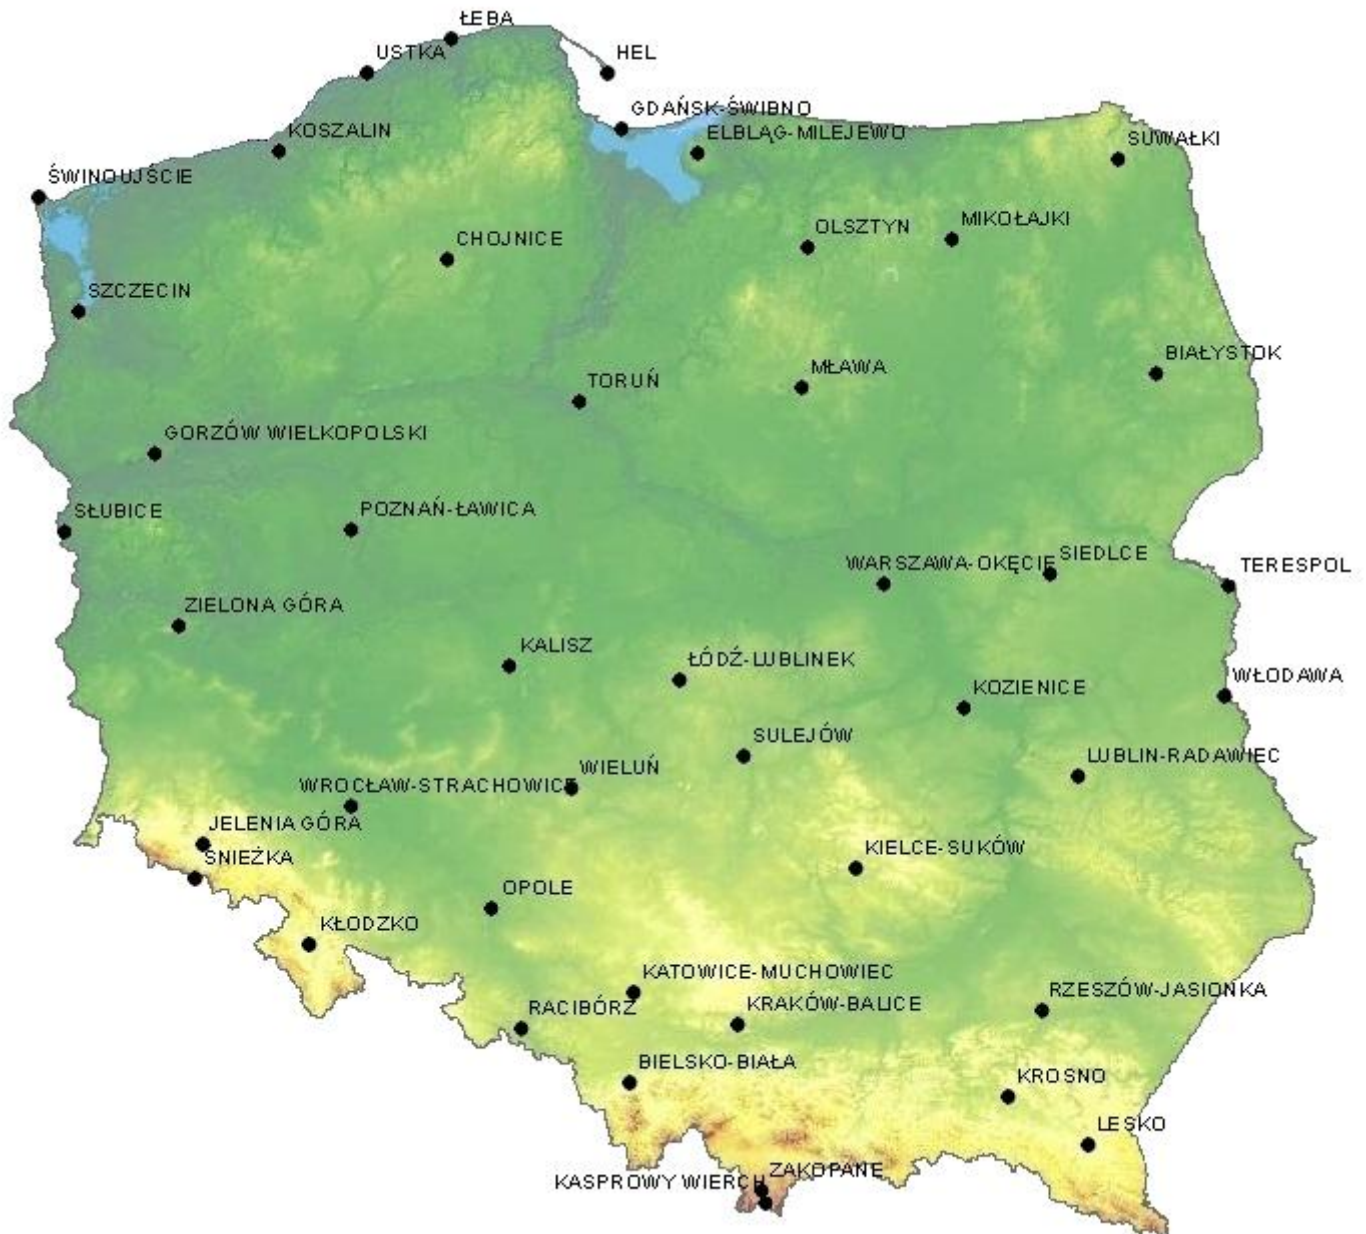 ŁEBA
USTKA
HEL
GDAŃSK-ŚWIBNO
KOSZALIN
ELBLĄG-MILEJEWO
SUWAŁKI
ŚWINOUJŚCIE
CHOJNICE
OLSZTYN
MIKOŁAJKI
SZCZECIN
BIAŁYSTOK
MŁAWA
TORUŃ
GORZÓW WIELKOPOLSKI
SŁUBICE
POZNAŃ-ŁAWICA
WARSZAWA-OKĘCIE
SIEDLCE
TERESPOL
ZIELONA GÓRA
KALISZ
ŁÓDŹ-LUBLINEK
WŁODAWA
KOZIENICE
SULEJÓW
LUBLIN-RADAWIEC
WIELUŃ
WROCŁAW-STRACHOWICE
JELENIA GÓRA
KIELCE-SUKÓW
ŚNIEŻKA
OPOLE
KŁODZKO
KATOWICE-MUCHOWIEC
RZESZÓW-JASIONKA
RACIBÓRZ
KRAKÓW-BALICE
BIELSKO-BIAŁA
KROSNO
LESKO
ZAKOPANE
KASPROWY WIERCH